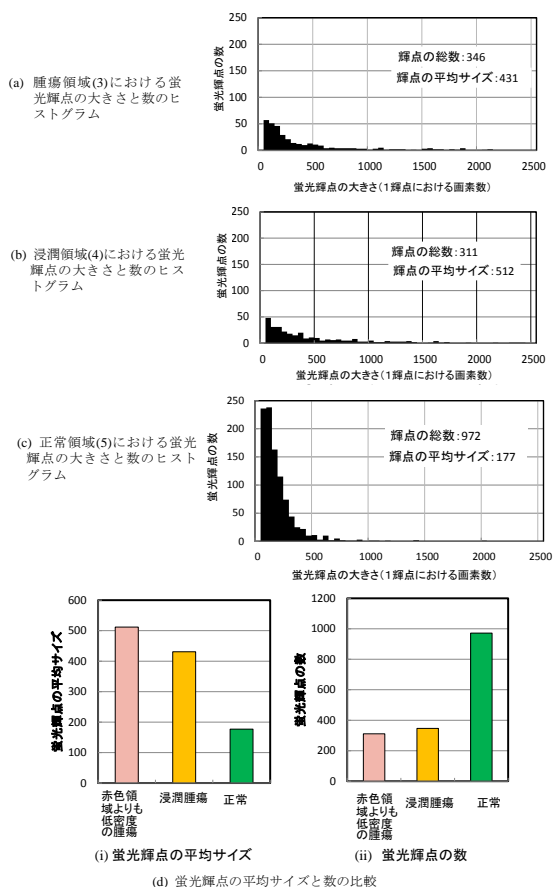 (a) 腫瘍領域(3)における蛍
光輝点の大きさと数のヒ
ストグラム
蛍光輝点の数
250
200
150
100
50
0
輝点の総数:346
輝点の平均サイズ:431
0 500 1000 1500 2000 2500
蛍光輝点の大きさ(1輝点における画素数)
(b) 浸潤領域(4)における蛍光
輝点の大きさと数のヒス
トグラム
蛍光輝点の数
250
200
150
100
50
0
輝点の総数:311
輝点の平均サイズ:512
0 500 1000 1500 2000 2500
蛍光輝点の大きさ(1輝点における画素数)
(c) 正常領域(5)における蛍光
輝点の大きさと数のヒスト
グラム
蛍光輝点の数
250
200
150
100
50
0
輝点の総数:972
輝点の平均サイズ:177
0 500 1000 1500 2000 2500
蛍光輝点の大きさ(1輝点における画素数)
蛍光輝点の平均サイズ
600
500
400
300
200
100
0
赤色領
域よりも
低密度
の腫瘍
浸潤腫瘍
正常
(i) 蛍光輝点の平均サイズ
蛍光輝点の数
1200
1000
800
600
400
200
0
赤色領
域よりも
低密度
の腫瘍
浸潤腫瘍
正常
(ii) 蛍光輝点の数
(d) 蛍光輝点の平均サイズと数の比較